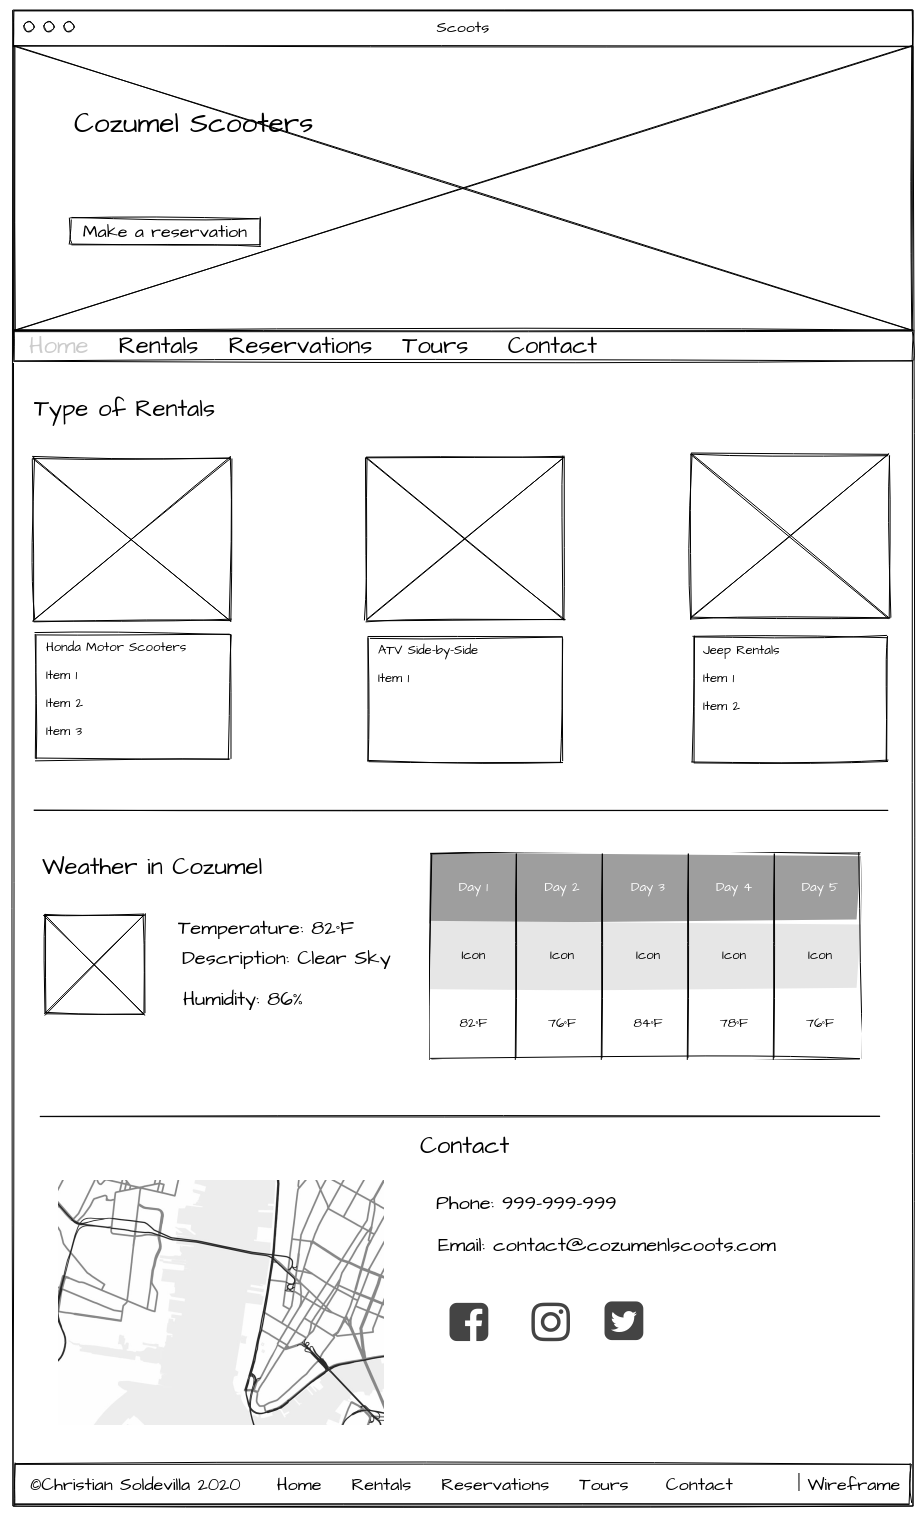 Scoots
Cozumel Scooters
Make a reservation
Home Rentals Reservations Tours Contact
Type of Rentals
Honda Motor Scooters
Item 1
Item 2
Item 3
ATV Side-by-Side
Item 1
Jeep Rentals
Item 1
Item 2
Weather in Cozumel
Temperature: 82°F
Description: Clear Sky
Humidity: 86%
Day 1 Day 2 Day 3 Day 4 Day 5
Icon Icon Icon Icon Icon
82°F 76°F 84°F 78°F 76°F
Contact
Phone: 999-999-999
Email: contact@cozumenlscoots.com
©Christian Soldevilla 2020 Home Rentals Reservations Tours Contact | Wireframe